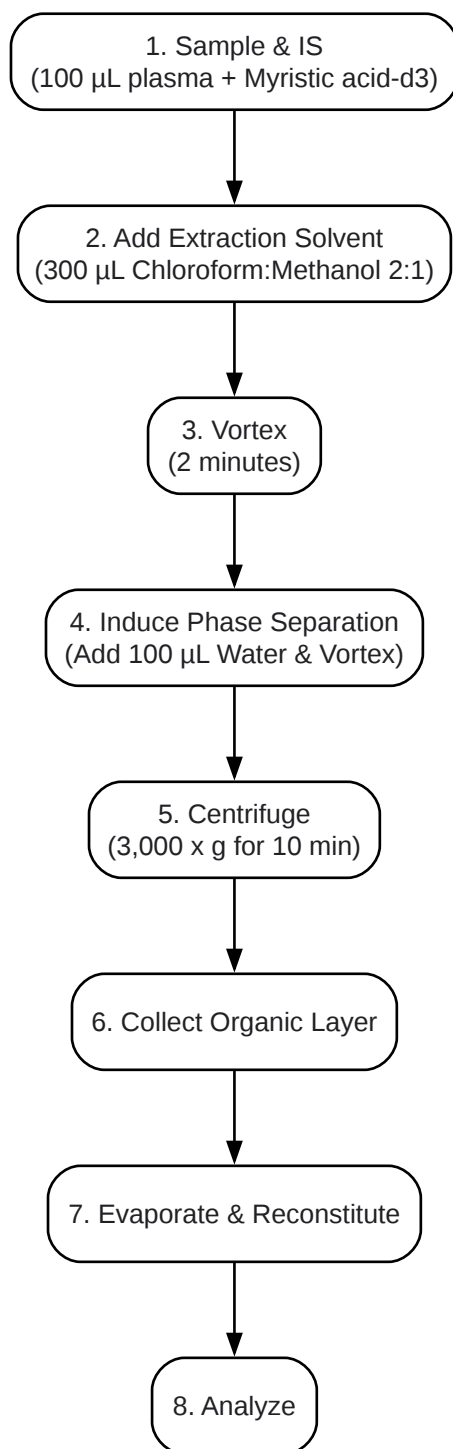 1. Sample & IS
(100 µL plasma + Myristic acid-d3)
2. Add Extraction Solvent
(300 µL Chloroform:Methanol 2:1)
3. Vortex
(2 minutes)
4. Induce Phase Separation
(Add 100 µL Water & Vortex)
5. Centrifuge
(3,000 x g for 10 min)
6. Collect Organic Layer
7. Evaporate & Reconstitute
8. Analyze